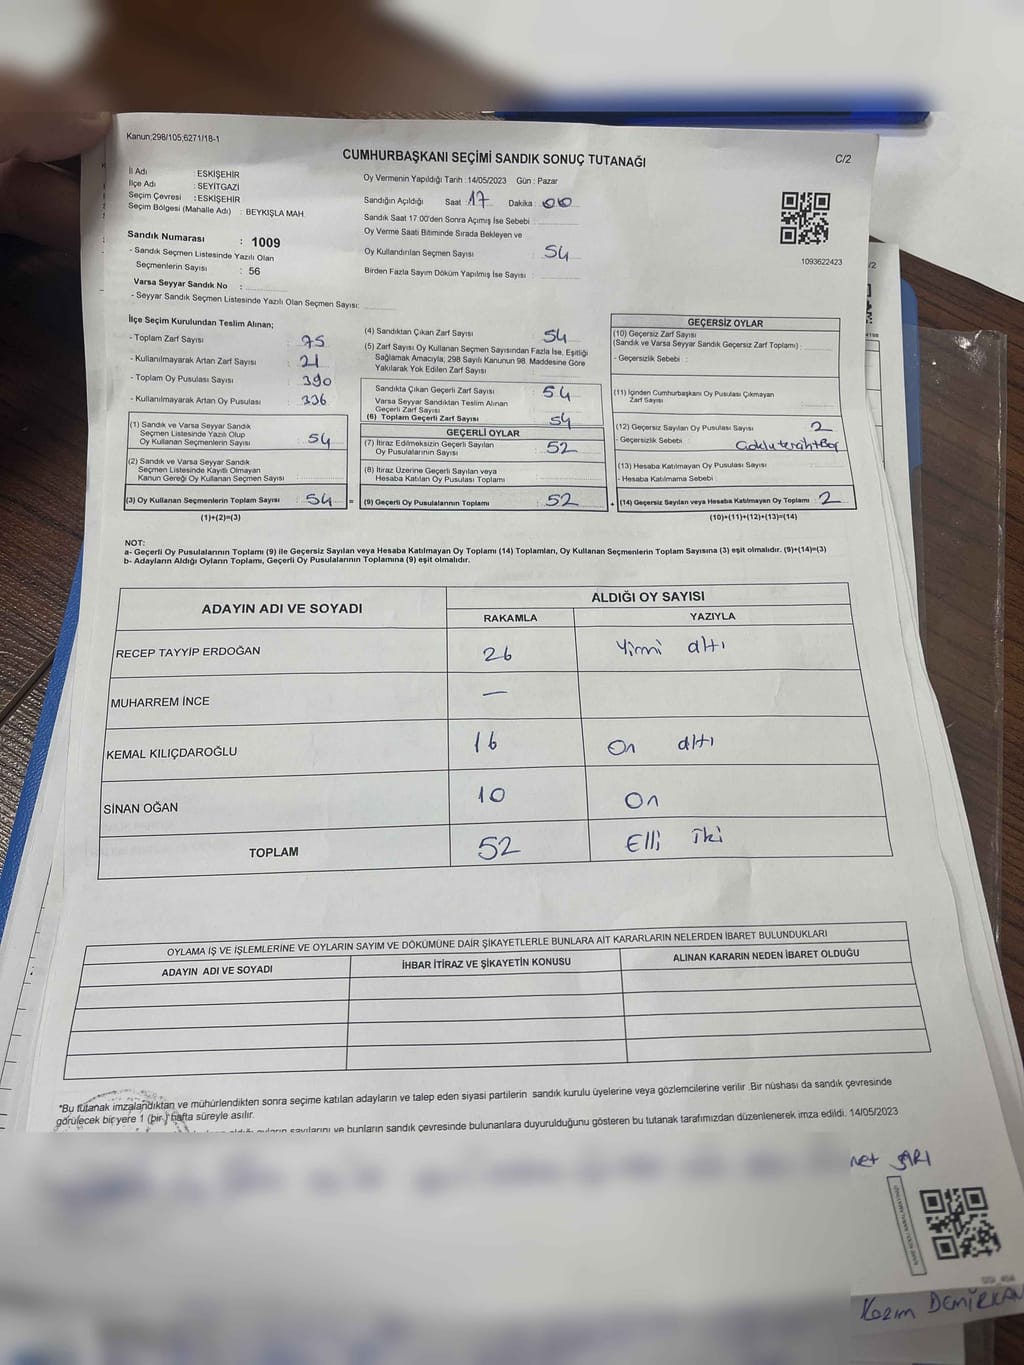 Kanun;298/105;6271/18-1
CUMHURBAŞKANI SEÇİMİ SANDIK SONUÇ TUTANAĞI
C/2
İl Adı : ESKİŞEHİR
İlçe Adı : SEYİTGAZİ
Seçim Çevresi : ESKİŞEHİR
Seçim Bölgesi (Mahalle Adı) : BEYKIŞLA MAH.
Sandık Numarası : 1009
- Sandık Seçmen Listesinde Yazılı Olan
Seçmenlerin Sayısı : 56
Varsa Seyyar Sandık No :
- Seyyar Sandık Seçmen Listesinde Yazılı Olan Seçmen Sayısı:
Oy Vermenin Yapıldığı Tarih :14/05/2023 Gün : Pazar
Sandığın Açıldığı Saat : 17 Dakika : 00
Sandık Saat 17:00'den Sonra Açımış İse Sebebi :
Oy Verme Saati Bitiminde Sırada Bekleyen ve
Oy Kullandırılan Seçmen Sayısı : 54
Birden Fazla Sayım Döküm Yapılmış İse Sayısı :
1093622423
İlçe Seçim Kurulundan Teslim Alınan;
- Toplam Zarf Sayısı : 75
- Kullanılmayarak Artan Zarf Sayısı : 21
- Toplam Oy Pusulası Sayısı : 390
- Kullanılmayarak Artan Oy Pusulası : 336
(1) Sandık ve Varsa Seyyar Sandık
Seçmen Listesinde Yazılı Olup
Oy Kullanan Seçmenlerin Sayısı : 54
(2) Sandık ve Varsa Seyyar Sandık
Seçmen Listesinde Kayıtlı Olmayan
Kanun Gereği Oy Kullanan Seçmen Sayısı :
(3) Oy Kullanan Seçmenlerin Toplam Sayısı : 54 =
(1)+(2)=(3)
(4) Sandıktan Çıkan Zarf Sayısı : 54
(5) Zarf Sayısı Oy Kullanan Seçmen Sayısından Fazla İse, Eşitliği
Sağlamak Amacıyla, 298 Sayılı Kanunun 98. Maddesine Göre
Yakılarak Yok Edilen Zarf Sayısı :
Sandıkta Çıkan Geçerli Zarf Sayısı : 54
Varsa Seyyar Sandıktan Teslim Alınan
Geçerli Zarf Sayısı :
(6) Toplam Geçerli Zarf Sayısı : 54
GEÇERLİ OYLAR
(7) İtiraz Edilmeksizin Geçerli Sayılan
Oy Pusulalarının Sayısı : 52
(8) İtiraz Üzerine Geçerli Sayılan veya
Hesaba Katılan Oy Pusulası Toplamı :
(9) Geçerli Oy Pusulalarının Toplamı : 52 +
GEÇERSİZ OYLAR
(10) Geçersiz Zarf Sayısı
(Sandık ve Varsa Seyyar Sandık Geçersiz Zarf Toplamı) :
- Geçersizlik Sebebi :
(11) İçinden Cumhurbaşkanı Oy Pusulası Çıkmayan
Zarf Sayısı :
(12) Geçersiz Sayılan Oy Pusulası Sayısı : 2
- Geçersizlik Sebebi :
(13) Hesaba Katılmayan Oy Pusulası Sayısı :
- Hesaba Katılmama Sebebi :
(14) Geçersiz Sayılan veya Hesaba Katılmayan Oy Toplamı : 2
(10)+(11)+(12)+(13)=(14)
NOT:
a- Geçerli Oy Pusulalarının Toplamı (9) ile Geçersiz Sayılan veya Hesaba Katılmayan Oy Toplamı (14) Toplamları, Oy Kullanan Seçmenlerin Toplam Sayısına (3) eşit olmalıdır. (9)+(14)=(3)
b- Adayların Aldığı Oyların Toplamı, Geçerli Oy Pusulalarının Toplamına (9) eşit olmalıdır.
ADAYIN ADI VE SOYADI ALDIĞI OY SAYISI
RAKAMLA YAZIYLA
RECEP TAYYİP ERDOĞAN 26 Yirmi altı
MUHARREM İNCE —
KEMAL KILIÇDAROĞLU 16 On altı
SİNAN OĞAN 10 On
TOPLAM 52 Elli iki
OYLAMA İŞ VE İŞLEMLERİNE VE OYLARIN SAYIM VE DÖKÜMÜNE DAİR ŞİKAYETLERLE BUNLARA AİT KARARLARIN NELERDEN İBARET BULUNDUKLARI
ADAYIN ADI VE SOYADI İHBAR İTİRAZ VE ŞİKAYETİN KONUSU ALINAN KARARIN NEDEN İBARET OLDUĞU
*Bu tutanak imzalandıktan ve mühürlendikten sonra seçime katılan adayların ve talep eden siyasi partilerin sandık kurulu üyelerine veya gözlemcilerine verilir .Bir nüshası da sandık çevresinde
görülecek bir yere 1 (bir ) hafta süreyle asılır.
oyların sayılarını ve bunların sandık çevresinde bulunanlara duyurulduğunu gösteren bu tutanak tarafımızdan düzenlenerek imza edildi. 14/05/2023
net SARI
Kazım DEMİRKAN